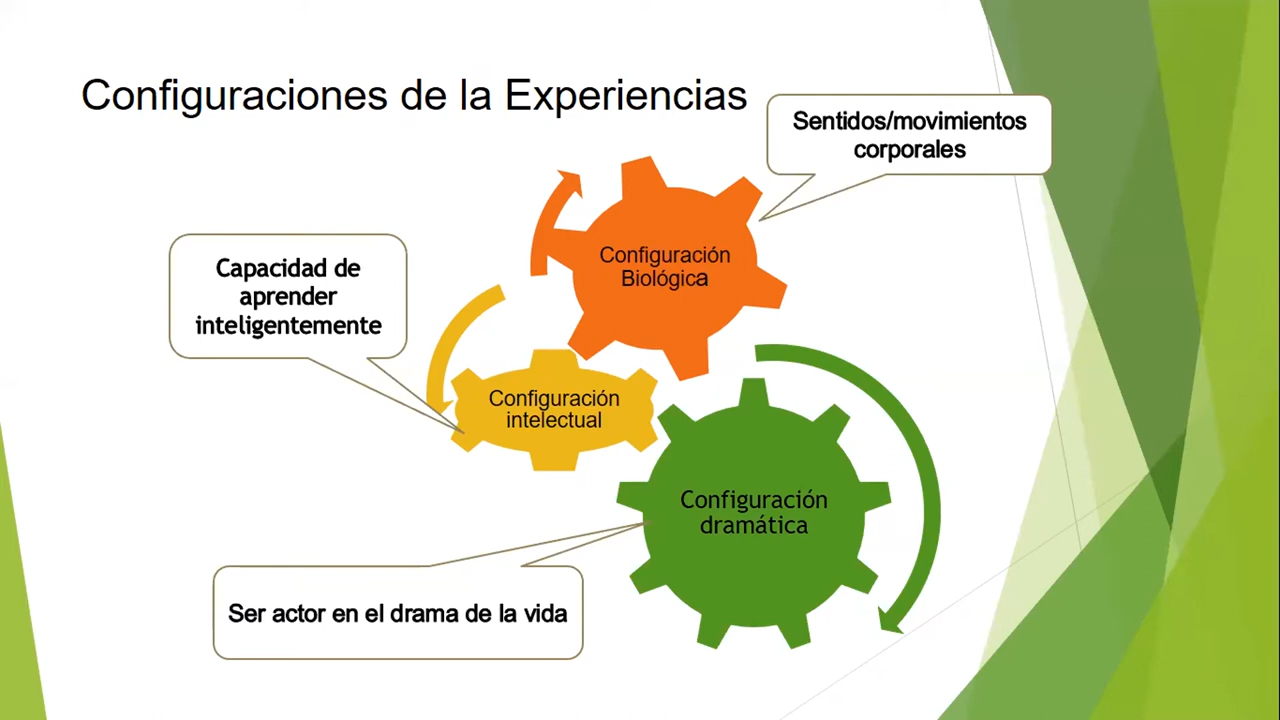 Configuraciones de la Experiencias
Sentidos/movimientos
corporales
Configuración
Biológica
Capacidad de
aprender
inteligentemente
Configuración
intelectual
Configuración
dramática
Ser actor en el drama de la vida